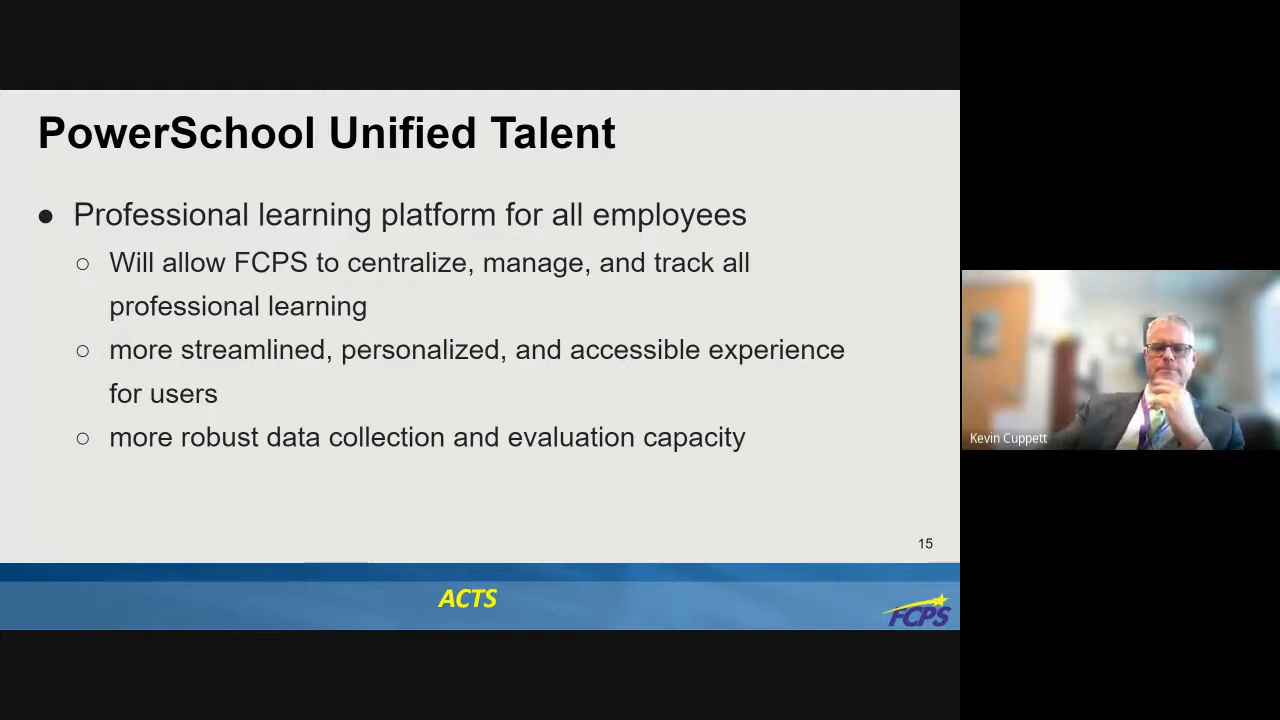 PowerSchool Unified Talent
● Professional learning platform for all employees
○ Will allow FCPS to centralize, manage, and track all
professional learning
○ more streamlined, personalized, and accessible experience
for users
○ more robust data collection and evaluation capacity
15
ACTS
FCPS
Kevin Cuppett